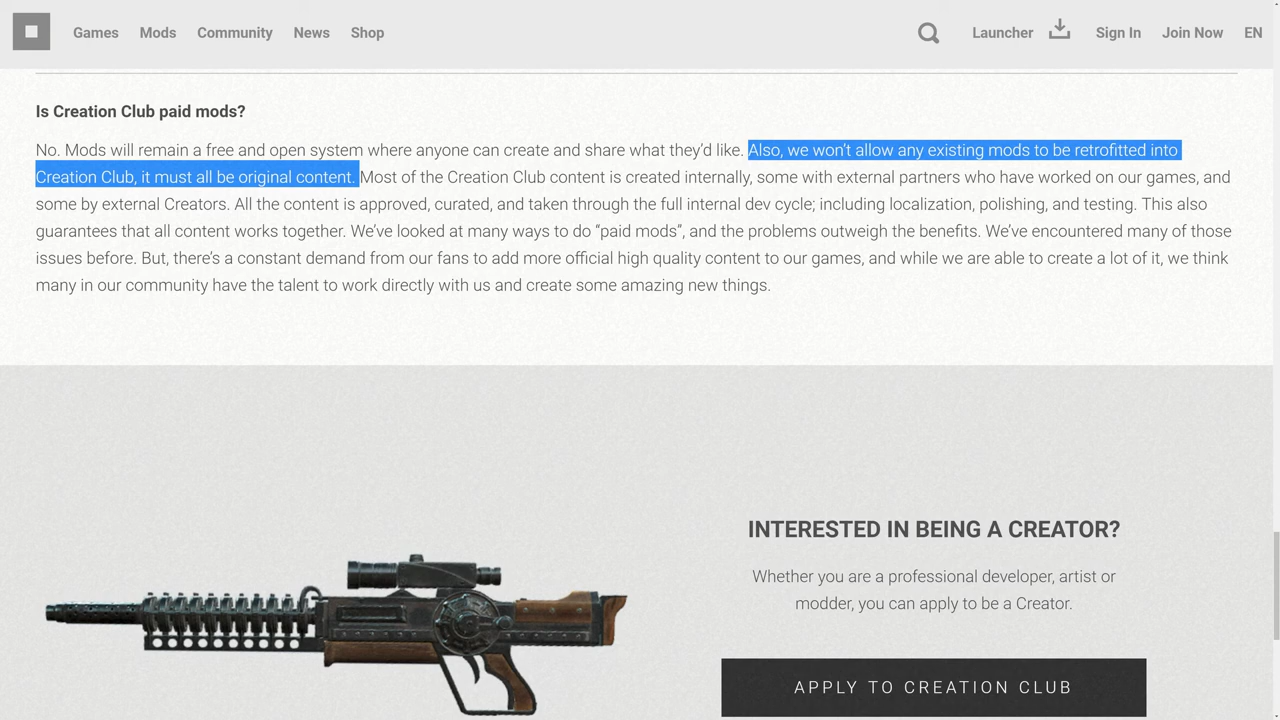 Games Mods Community News Shop Launcher Sign In Join Now EN
Is Creation Club paid mods?
No. Mods will remain a free and open system where anyone can create and share what they’d like. Also, we won’t allow any existing mods to be retrofitted into
Creation Club, it must all be original content. Most of the Creation Club content is created internally, some with external partners who have worked on our games, and
some by external Creators. All the content is approved, curated, and taken through the full internal dev cycle; including localization, polishing, and testing. This also
guarantees that all content works together. We’ve looked at many ways to do “paid mods”, and the problems outweigh the benefits. We’ve encountered many of those
issues before. But, there’s a constant demand from our fans to add more official high quality content to our games, and while we are able to create a lot of it, we think
many in our community have the talent to work directly with us and create some amazing new things.
INTERESTED IN BEING A CREATOR?
Whether you are a professional developer, artist or
modder, you can apply to be a Creator.
APPLY TO CREATION CLUB